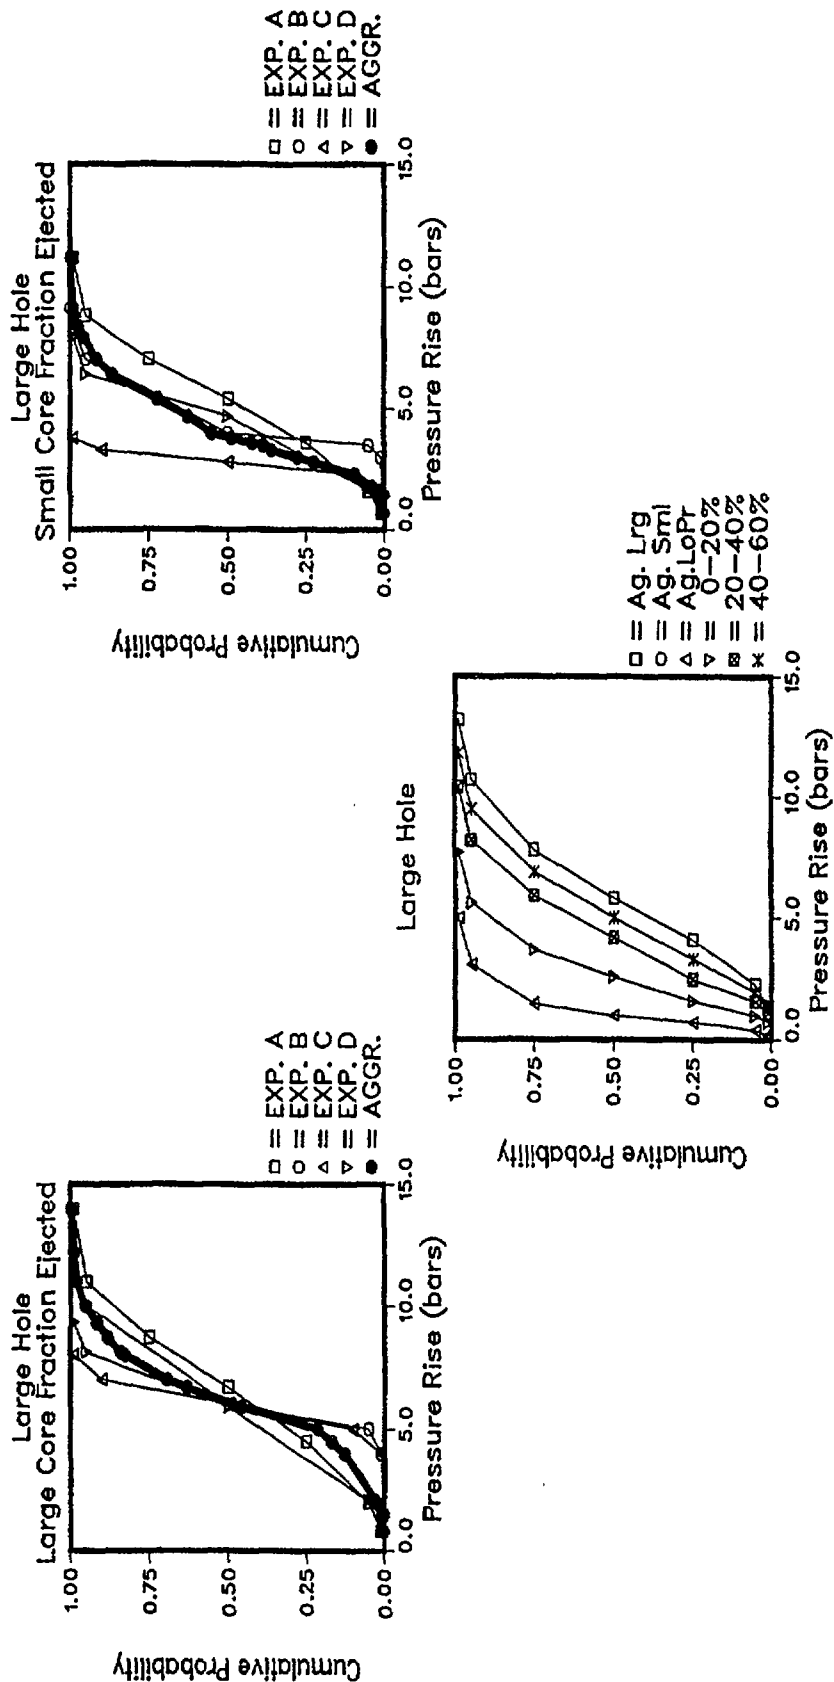 Large Hole
Large Core Fraction Ejected
Cumulative Probability
1.00
0.75
0.50
0.25
0.00
0.0
5.0
10.0
15.0
Pressure Rise (bars)
□ = EXP. A
○ = EXP. B
△ = EXP. C
▽ = EXP. D
● = AGGR.
Large Hole
Small Core Fraction Ejected
Cumulative Probability
1.00
0.75
0.50
0.25
0.00
0.0
5.0
10.0
15.0
Pressure Rise (bars)
□ = EXP. A
○ = EXP. B
△ = EXP. C
▽ = EXP. D
● = AGGR.
Large Hole
Cumulative Probability
1.00
0.75
0.50
0.25
0.00
0.0
5.0
10.0
15.0
Pressure Rise (bars)
□ = Ag. Lrg
○ = Ag. Sml
△ = Ag.LoPr
▽ = 0-20%
⊠ = 20-40%
✳ = 40-60%